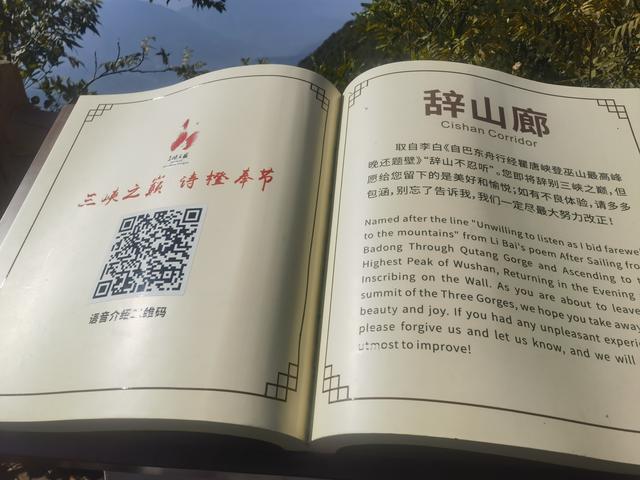 三峡之巅
三峡之巅 诗橙奉节
语音介绍二维码
辞山廊
Cishan Corridor
取自李白《自巴东舟行经瞿唐峡登巫山最高峰
晚还题壁》“辞山不忍听”。您即将辞别三峡之巅，但
愿给您留下的是美好和愉悦；如有不良体验，请多多
包涵，别忘了告诉我，我们一定尽最大努力改正！
Named after the line "Unwilling to listen as I bid farewe
to the mountains" from Li Bai's poem After Sailing fro
Badong Through Qutang Gorge and Ascending to t
Highest Peak of Wushan, Returning in the Evening
Inscribing on the Wall. As you are about to leave
summit of the Three Gorges, we hope you take away
beauty and joy. If you had any unpleasant experi
please forgive us and let us know, and we will
utmost to improve!